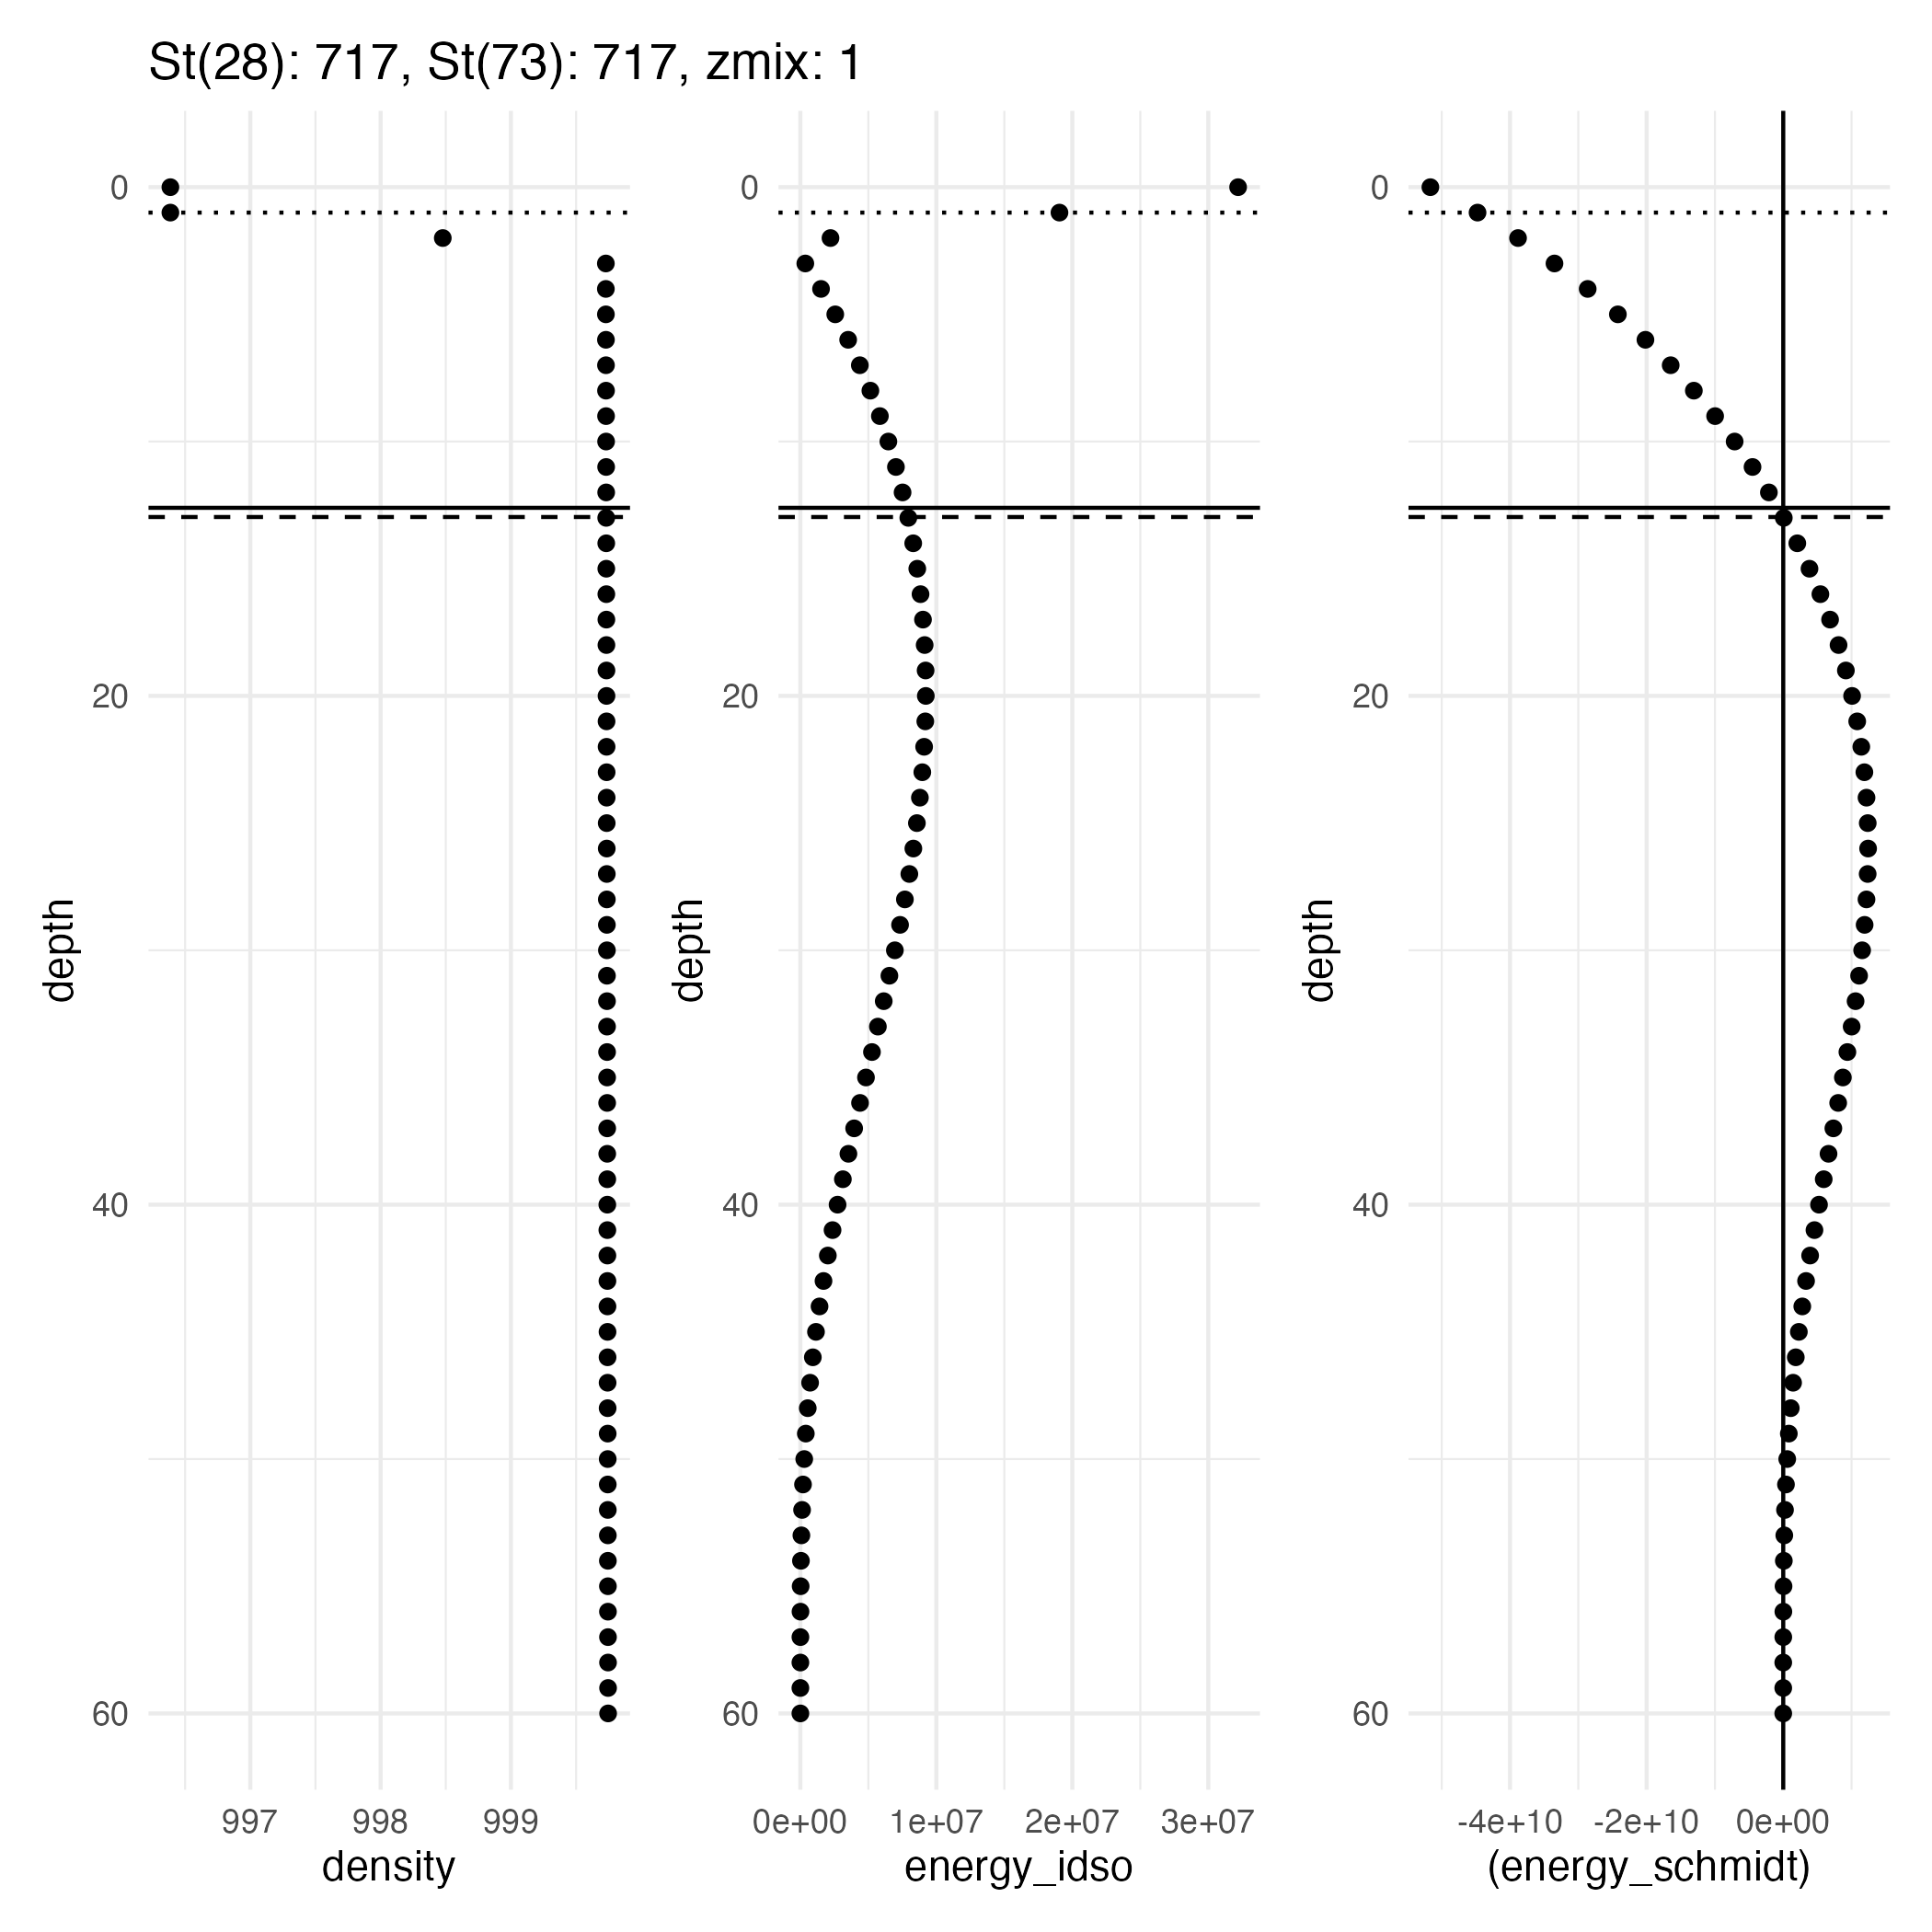 St(28): 717, St(73): 717, zmix: 1
0
20
40
60
depth
997 998 999
density
0
20
40
60
depth
0e+00 1e+07 2e+07 3e+07
energy_idso
0
20
40
60
depth
-4e+10 -2e+10 0e+00
(energy_schmidt)